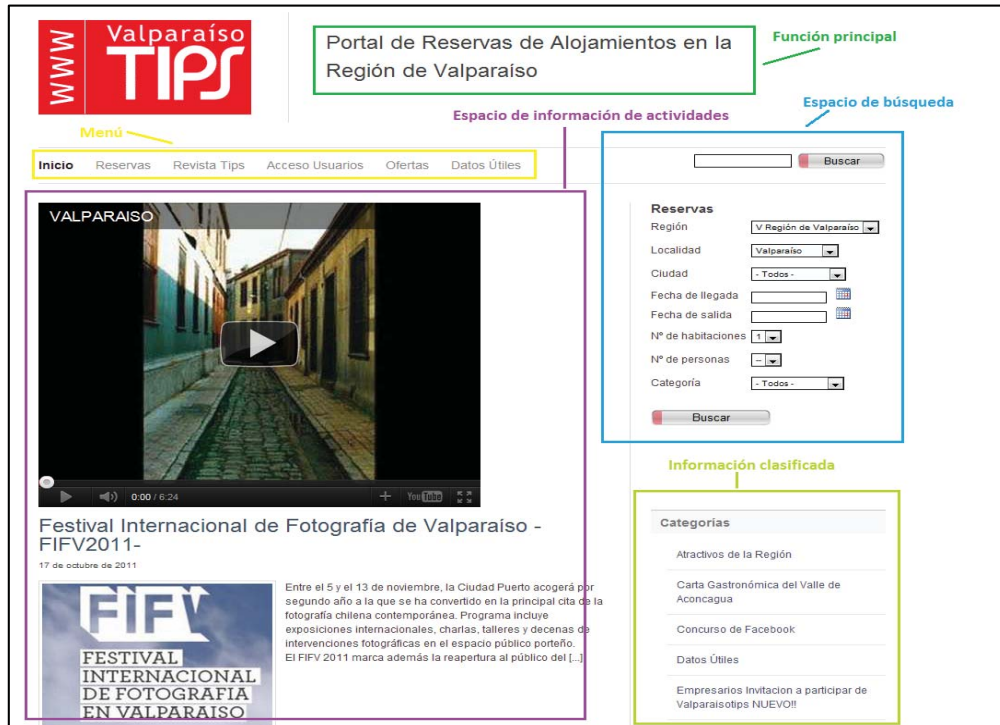 WWW
Valparaíso
TIPS
Portal de Reservas de Alojamientos en la
Región de Valparaíso
Función principal
Espacio de información de actividades
Espacio de búsqueda
Menú
Inicio Reservas Revista Tips Acceso Usuarios Ofertas Datos Útiles
Buscar
VALPARAISO
0:00 / 6:24
YouTube
Festival Internacional de Fotografía de Valparaíso -
FIFV2011-
17 de octubre de 2011
FIFV
FESTIVAL
INTERNACIONAL
DE FOTOGRAFIA
EN VALPARAISO
Entre el 5 y el 13 de noviembre, la Ciudad Puerto acogerá por
segundo año a la que se ha convertido en la principal cita de la
fotografía chilena contemporánea. Programa incluye
exposiciones internacionales, charlas, talleres y decenas de
intervenciones fotográficas en el espacio público porteño.
El FIFV 2011 marca además la reapertura al público del [...]
Reservas
Región V Región de Valparaíso
Localidad Valparaíso
Ciudad - Todos -
Fecha de llegada
Fecha de salida
Nº de habitaciones 1
Nº de personas --
Categoría - Todos -
Buscar
Información clasificada
Categorias
Atractivos de la Región
Carta Gastronómica del Valle de
Aconcagua
Concurso de Facebook
Datos Útiles
Empresarios Invitacion a participar de
Valparaisotips NUEVO!!